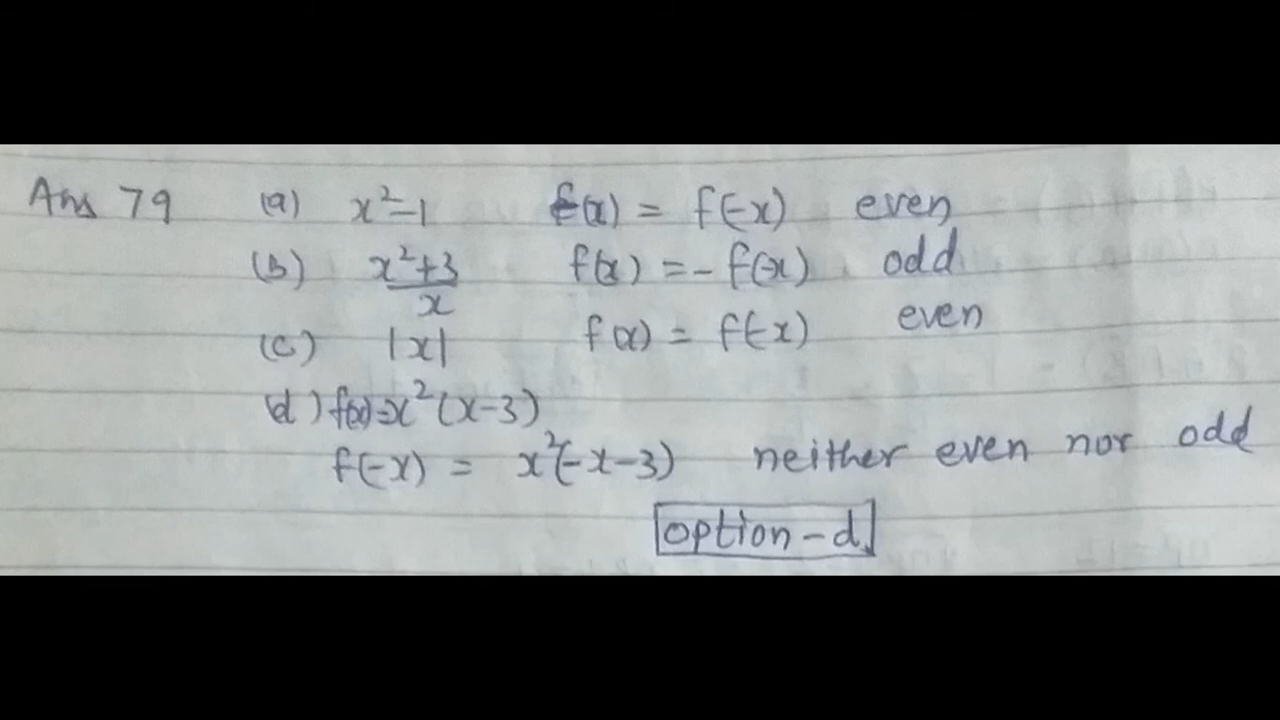 Ans 79 (a) x²-1 f(x) = f(-x) even
(b) x²+3/x f(x) = -f(-x) odd
(c) |x| f(x) = f(-x) even
(d) f(x)=x²(x-3)
f(-x) = x²(-x-3) neither even nor odd
option-d